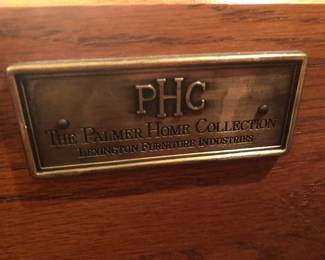 PHC
The Palmer Home Collection
Lexington Furniture Industries